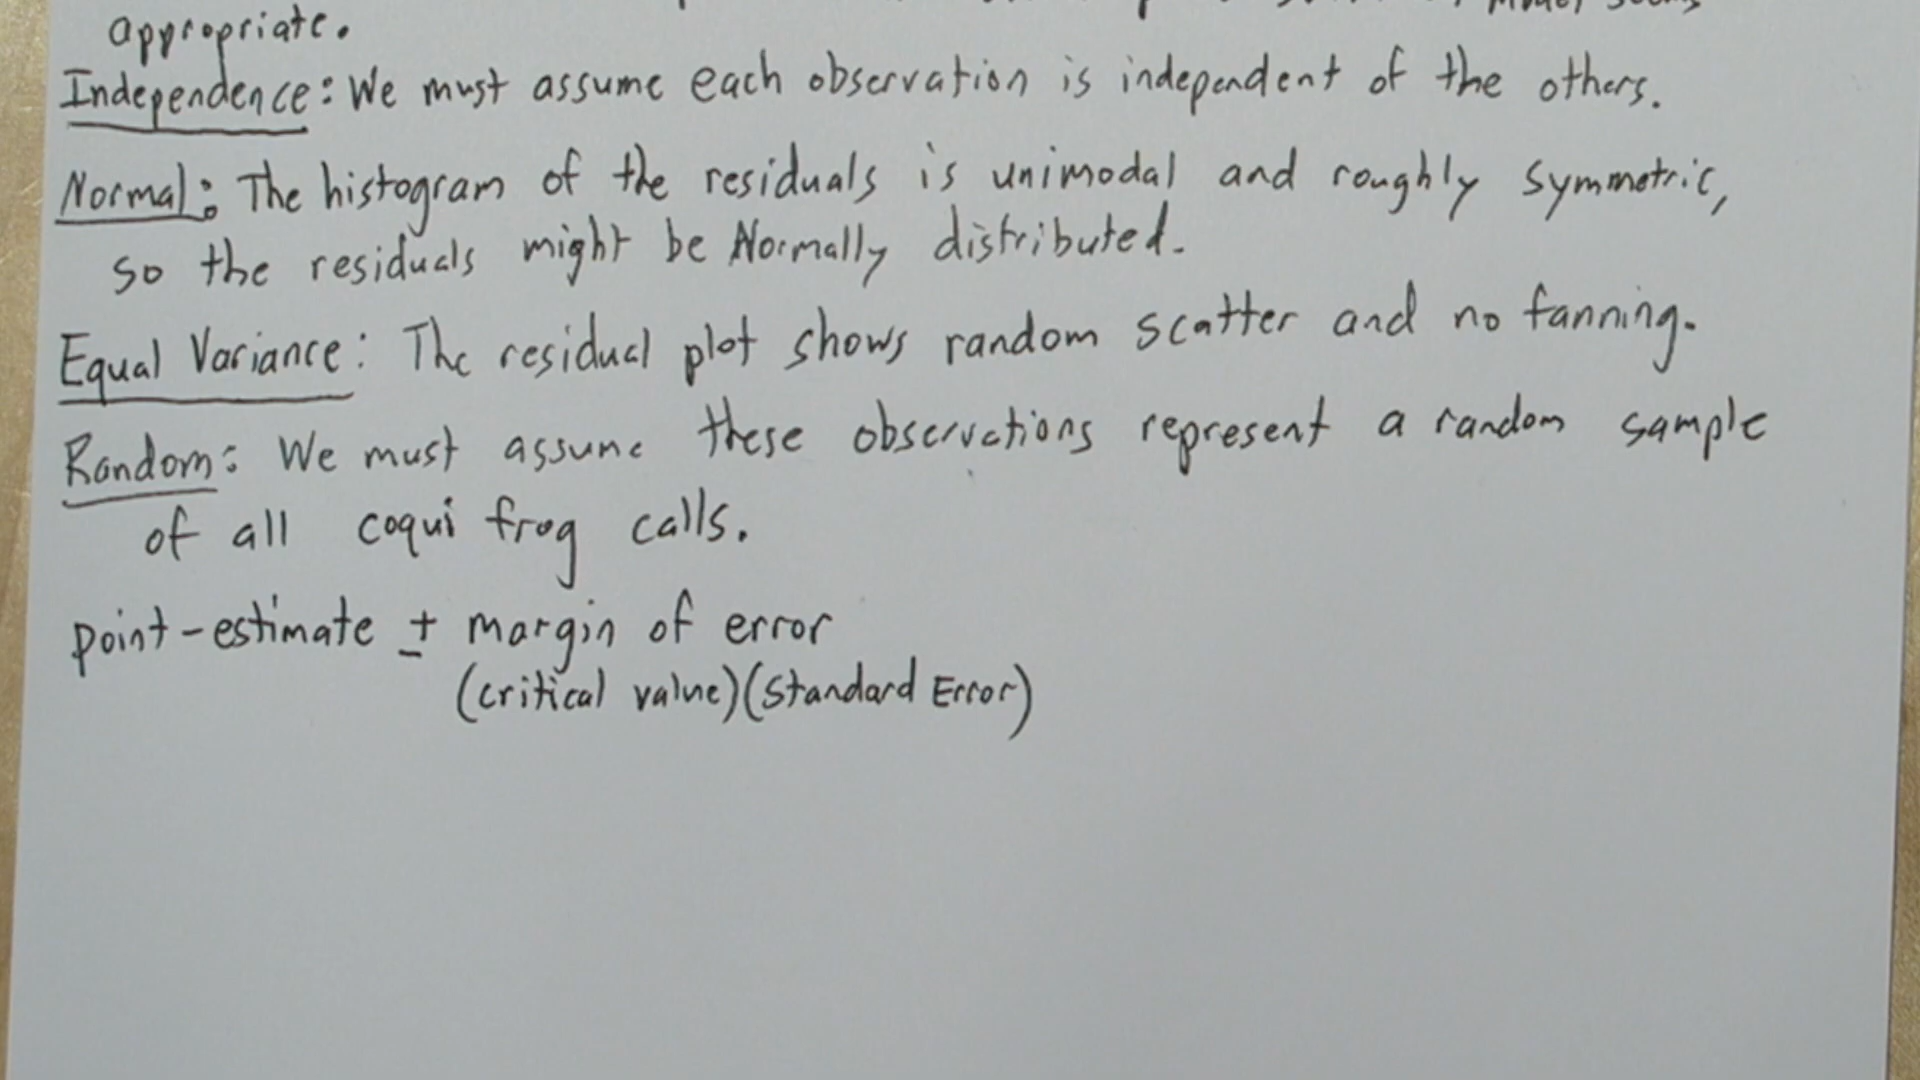 appropriate.
Independence: We must assume each observation is independent of the others.
Normal: The histogram of the residuals is unimodal and roughly symmetric,
so the residuals might be Normally distributed.
Equal Variance: The residual plot shows random scatter and no fanning.
Random: We must assume these observations represent a random sample
of all coqui frog calls.
point-estimate ± margin of error
(critical value)(Standard Error)